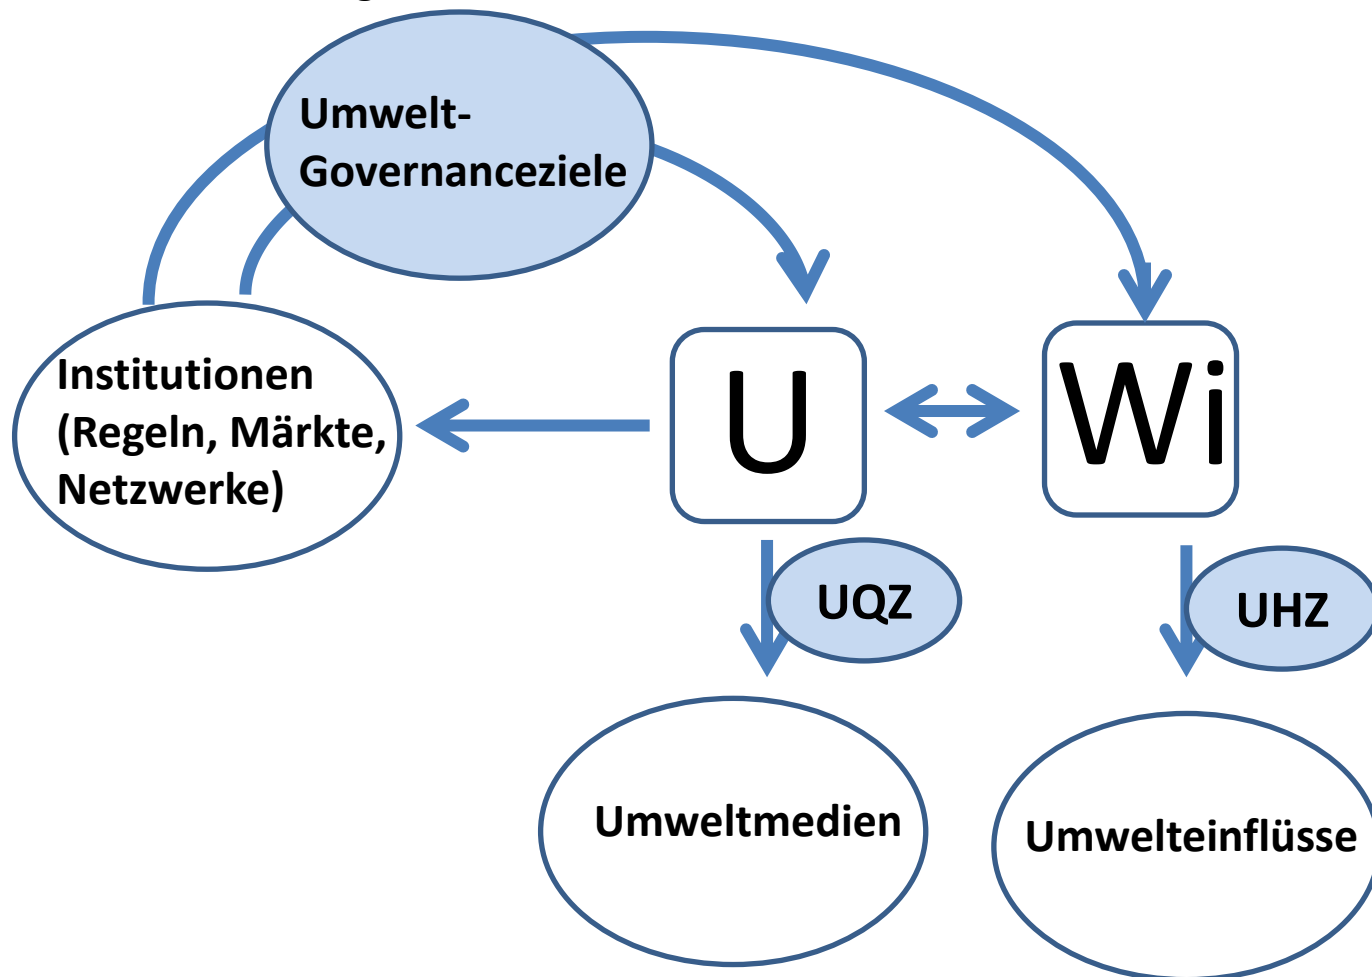 Umwelt-
Governanceziele
Institutionen
(Regeln, Märkte,
Netzwerke)
U
Wi
UQZ
UHZ
Umweltmedien
Umwelteinflüsse